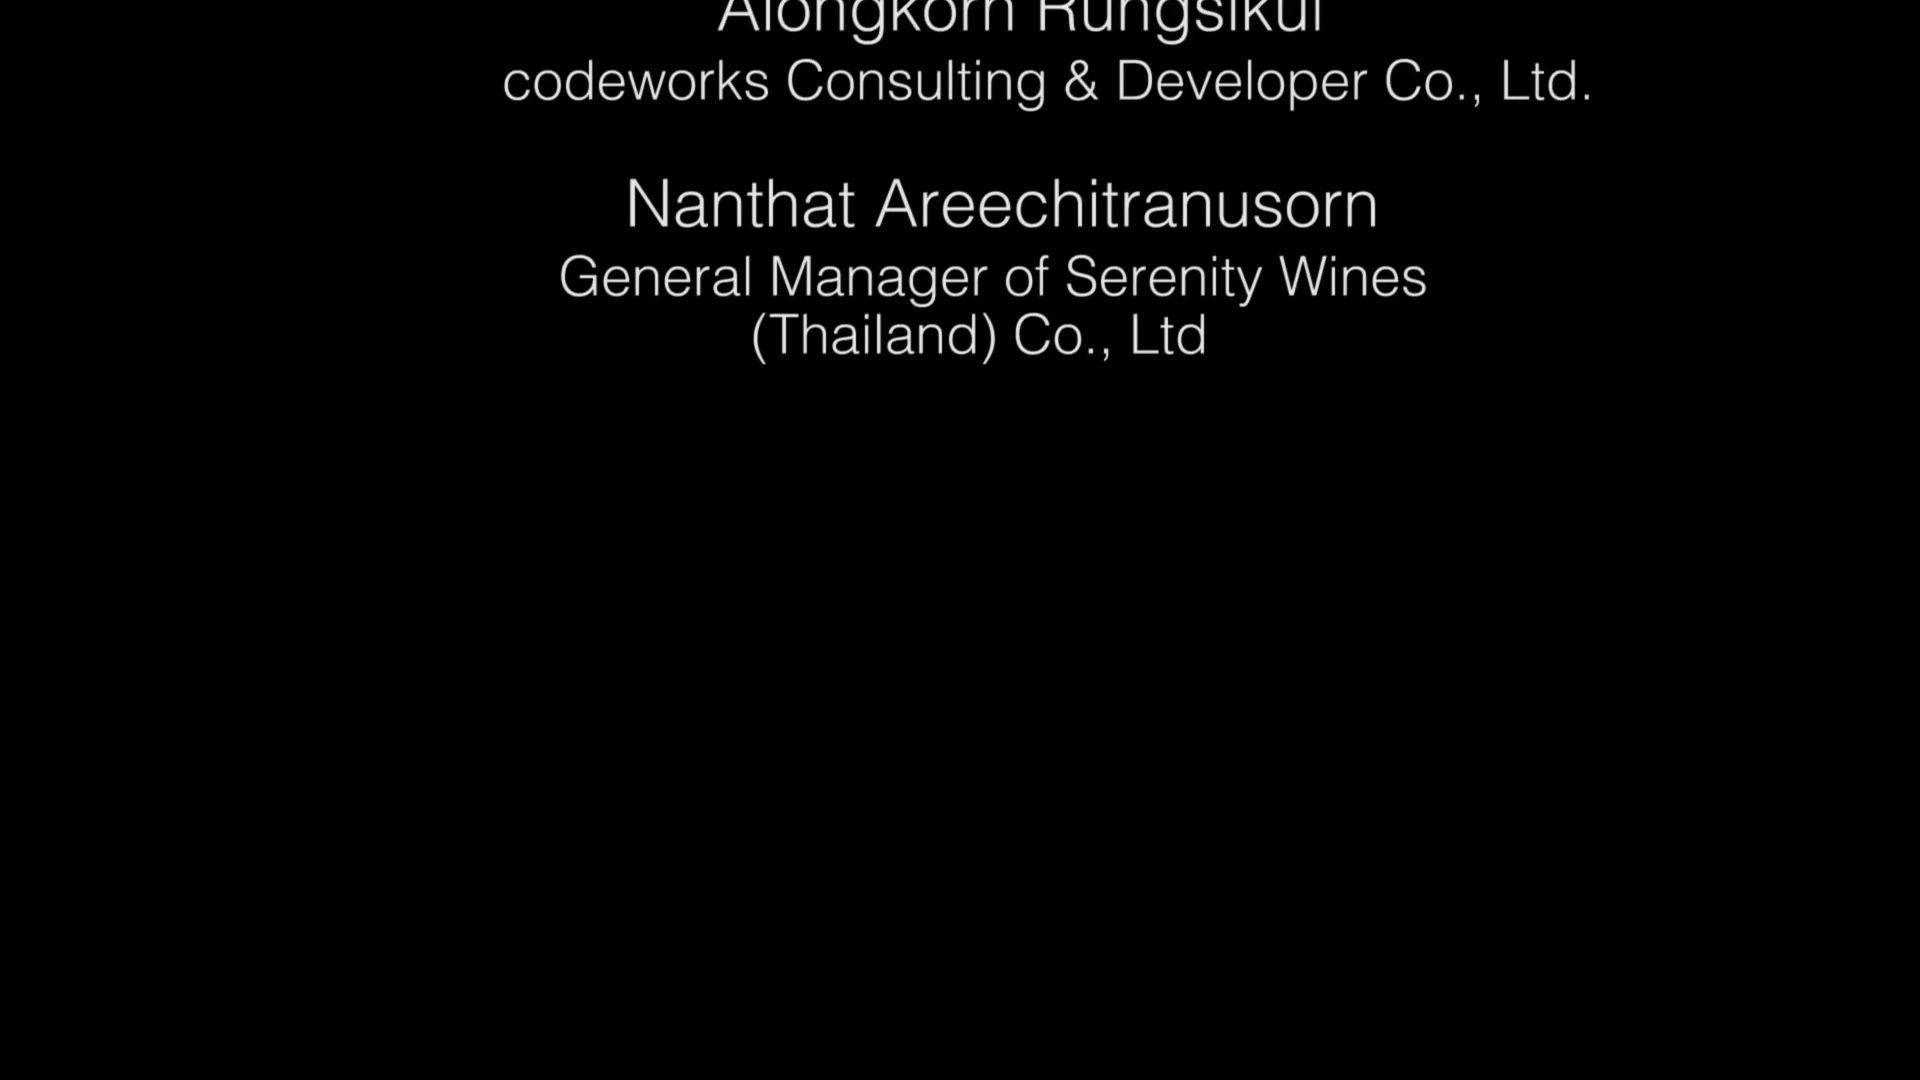 Alongkorn Rungsikul
codeworks Consulting & Developer Co., Ltd.
Nanthat Areechitranusorn
General Manager of Serenity Wines
(Thailand) Co., Ltd